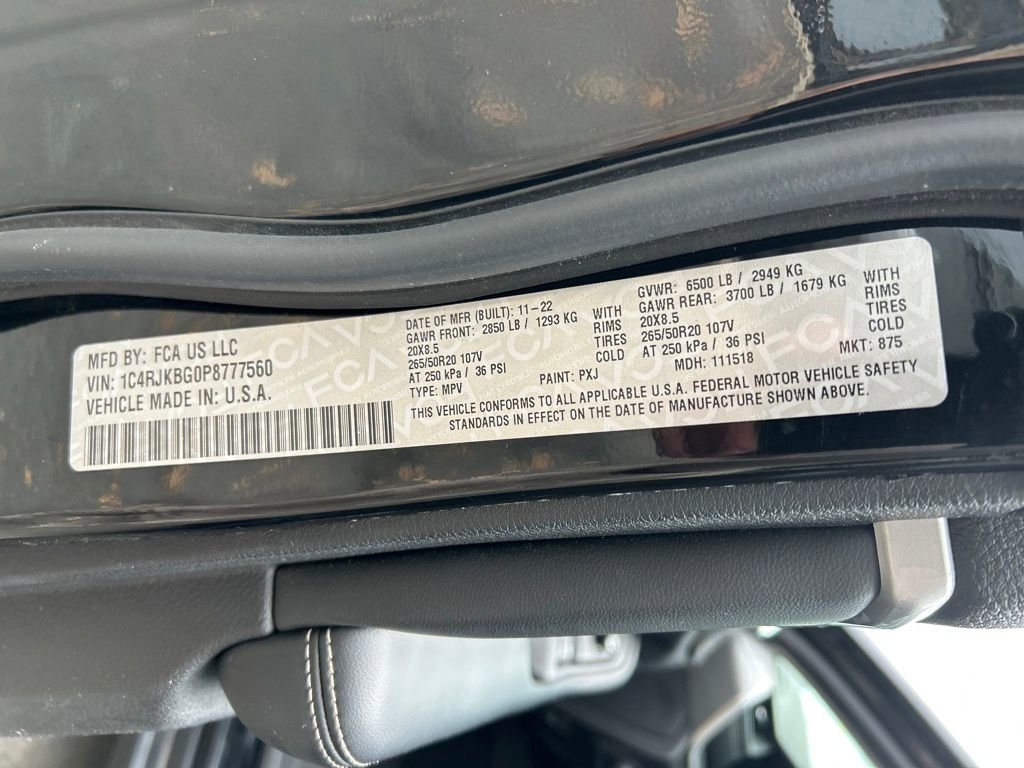 MFD BY: FCA US LLC
VIN: 1C4RJKBG0P8777560
VEHICLE MADE IN: U.S.A.
DATE OF MFR (BUILT): 11-22
GAWR FRONT: 2850 LB / 1293 KG WITH
20X8.5 RIMS
265/50R20 107V TIRES
AT 250 kPa / 36 PSI COLD
TYPE: MPV PAINT: PXJ
GVWR: 6500 LB / 2949 KG
GAWR REAR: 3700 LB / 1679 KG WITH
20X8.5 RIMS
265/50R20 107V TIRES
AT 250 kPa / 36 PSI COLD
MDH: 111518 MKT: 875
THIS VEHICLE CONFORMS TO ALL APPLICABLE U.S.A. FEDERAL MOTOR VEHICLE SAFETY
STANDARDS IN EFFECT ON THE DATE OF MANUFACTURE SHOWN ABOVE.